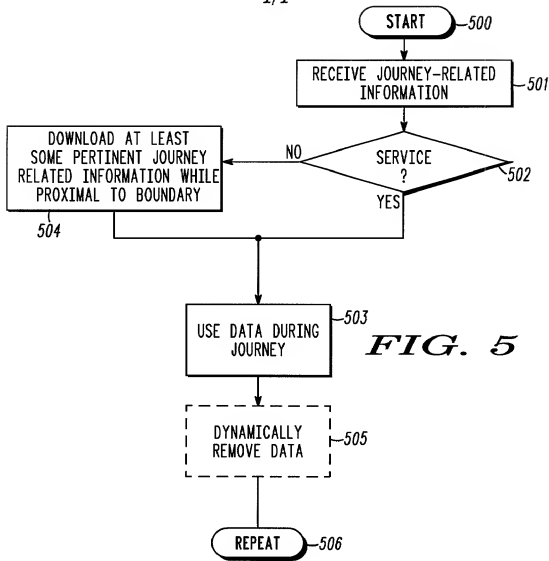 START
500
RECEIVE JOURNEY-RELATED
INFORMATION
501
DOWNLOAD AT LEAST
SOME PERTINENT JOURNEY
RELATED INFORMATION WHILE
PROXIMAL TO BOUNDARY
504
NO
SERVICE
?
502
YES
USE DATA DURING
JOURNEY
503
FIG. 5
DYNAMICALLY
REMOVE DATA
505
REPEAT
506